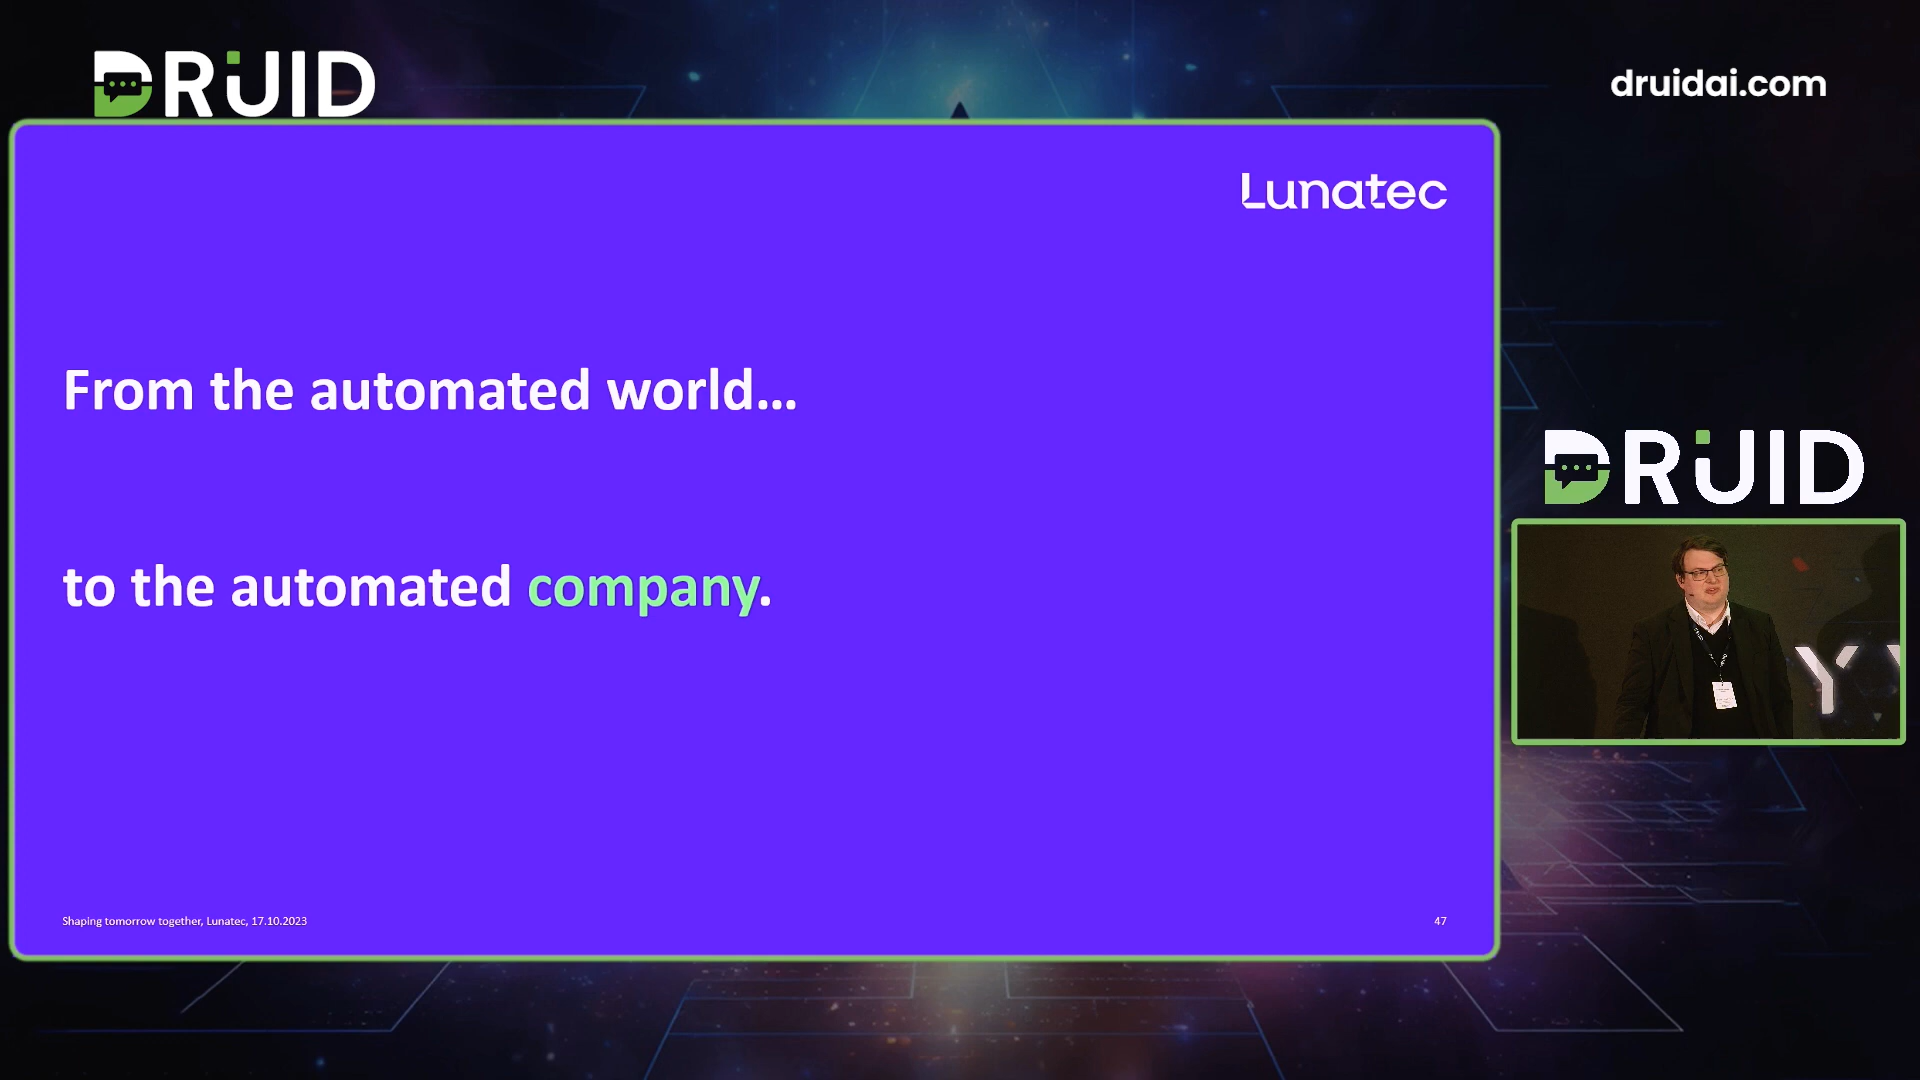 DRUID
druidai.com
Lunatec
From the automated world...
to the automated company.
Shaping tomorrow together, Lunatec, 17.10.2023
47
DRUID
Y